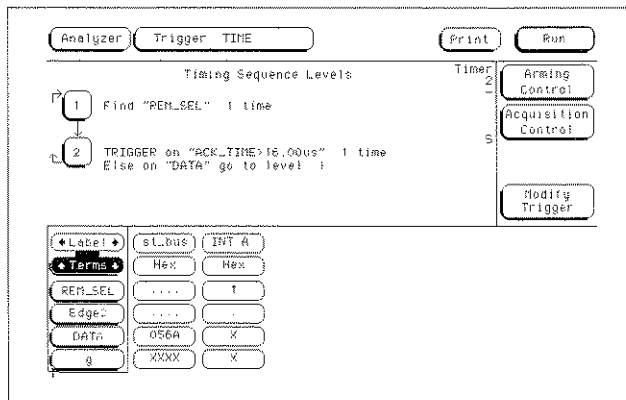 Analyzer Trigger TIME Print Run
Timing Sequence Levels
Timer
2
-
S
Arming Control
Acquisition Control
Modify Trigger
1 Find "REM_SEL" 1 time
2 TRIGGER on "ACK_TIME>16.00us" 1 time
Else on "DATA" go to level 1
Label st_bus INT A
Terms Hex Hex
REM_SEL .... ↑
Edge2 .... .
DATA 056A X
g XXXX X